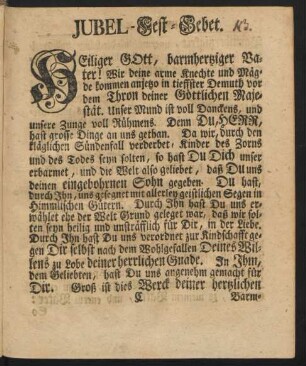 JUBEL-Fest-Gebet.
HEiliger GOtt, barmhertziger Va-
ter! Wir deine arme Knechte und Mäg-
de kommen anjetzo in tieffster Demuth vor
dem Thron deiner Göttlichen Maje-
stät. Unser Mund ist voll Danckens, und
unsere Zunge voll Rühmens. Denn Du, HERR,
hast grosse Dinge an uns gethan. Da wir, durch den
kläglichen Sündenfall verderbet, Kinder des Zorns
und des Todes seyn solten, so hast Du Dich unser
erbarmet, und die Welt also geliebet, daß Du uns
deinen eingebohrnen Sohn gegeben. Du hast,
durch Ihn, uns gesegnet mit allerley geistlichen Segen in
Himmlischen Gütern. Durch Ihn hast Du uns er-
wählet ehe der Welt Grund geleget war, daß wir sol-
ten seyn heilig und unsträflich für Dir, in der Liebe.
Durch Ihn hast Du uns verordnet zur Kindschafft ge-
gen Dir selbst nach dem Wohlgefallen Deines Wil-
lens zu Lobe deiner herrlichen Gnade. In Ihm,
dem Geliebten, hast Du uns angenehm gemacht für
Dir. Groß ist dies Werck deiner hertzlichen
C Barm-